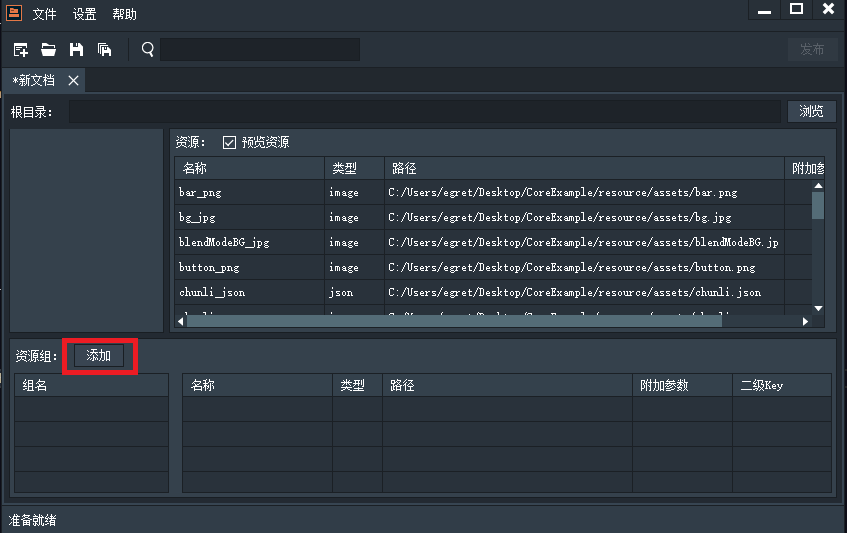 文件 设置 帮助
发布
*新文档
根目录： 浏览
资源： 预览资源
名称 类型 路径 附加参
bar_png image C:/Users/egret/Desktop/CoreExample/resource/assets/bar.png
bg_jpg image C:/Users/egret/Desktop/CoreExample/resource/assets/bg.jpg
blendModeBG_jpg image C:/Users/egret/Desktop/CoreExample/resource/assets/blendModeBG.jp
button_png image C:/Users/egret/Desktop/CoreExample/resource/assets/button.png
chunli_json json C:/Users/egret/Desktop/CoreExample/resource/assets/chunli.json
资源组： 添加
组名 名称 类型 路径 附加参数 二级Key
准备就绪